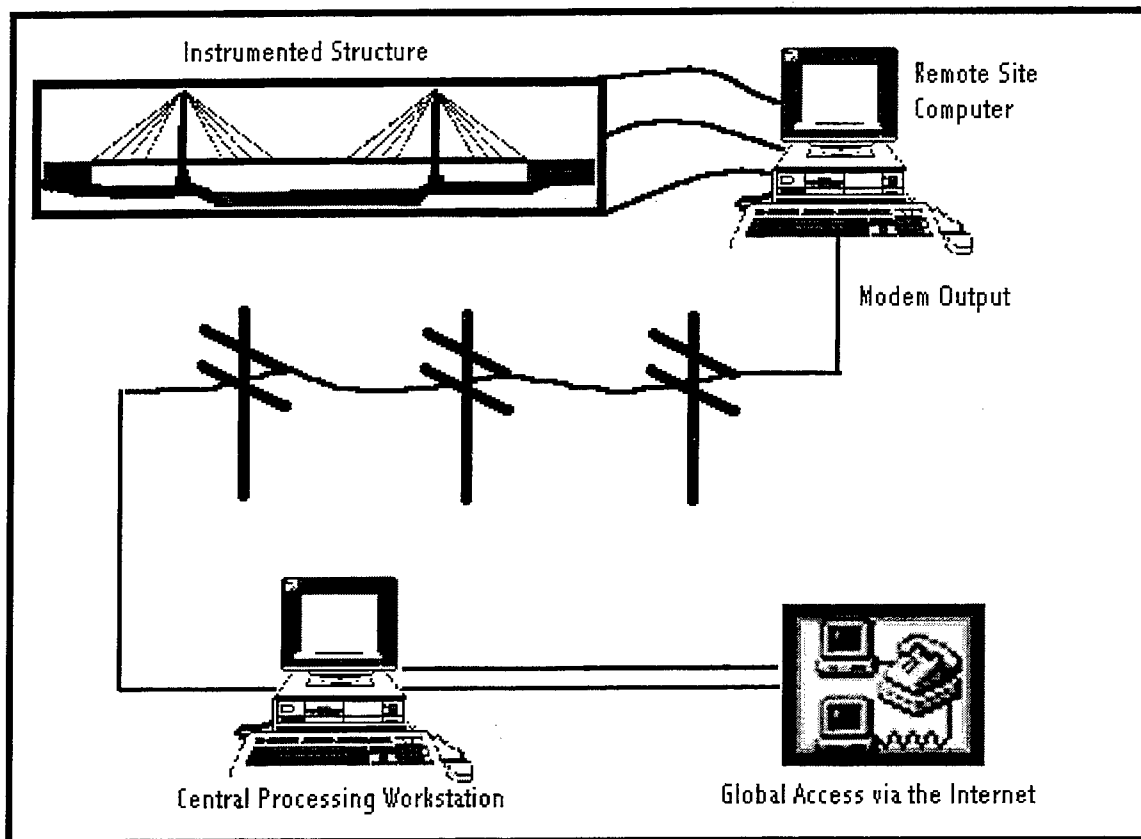 Instrumented Structure
Remote Site
Computer
Modem Output
Central Processing Workstation
Global Access via the Internet